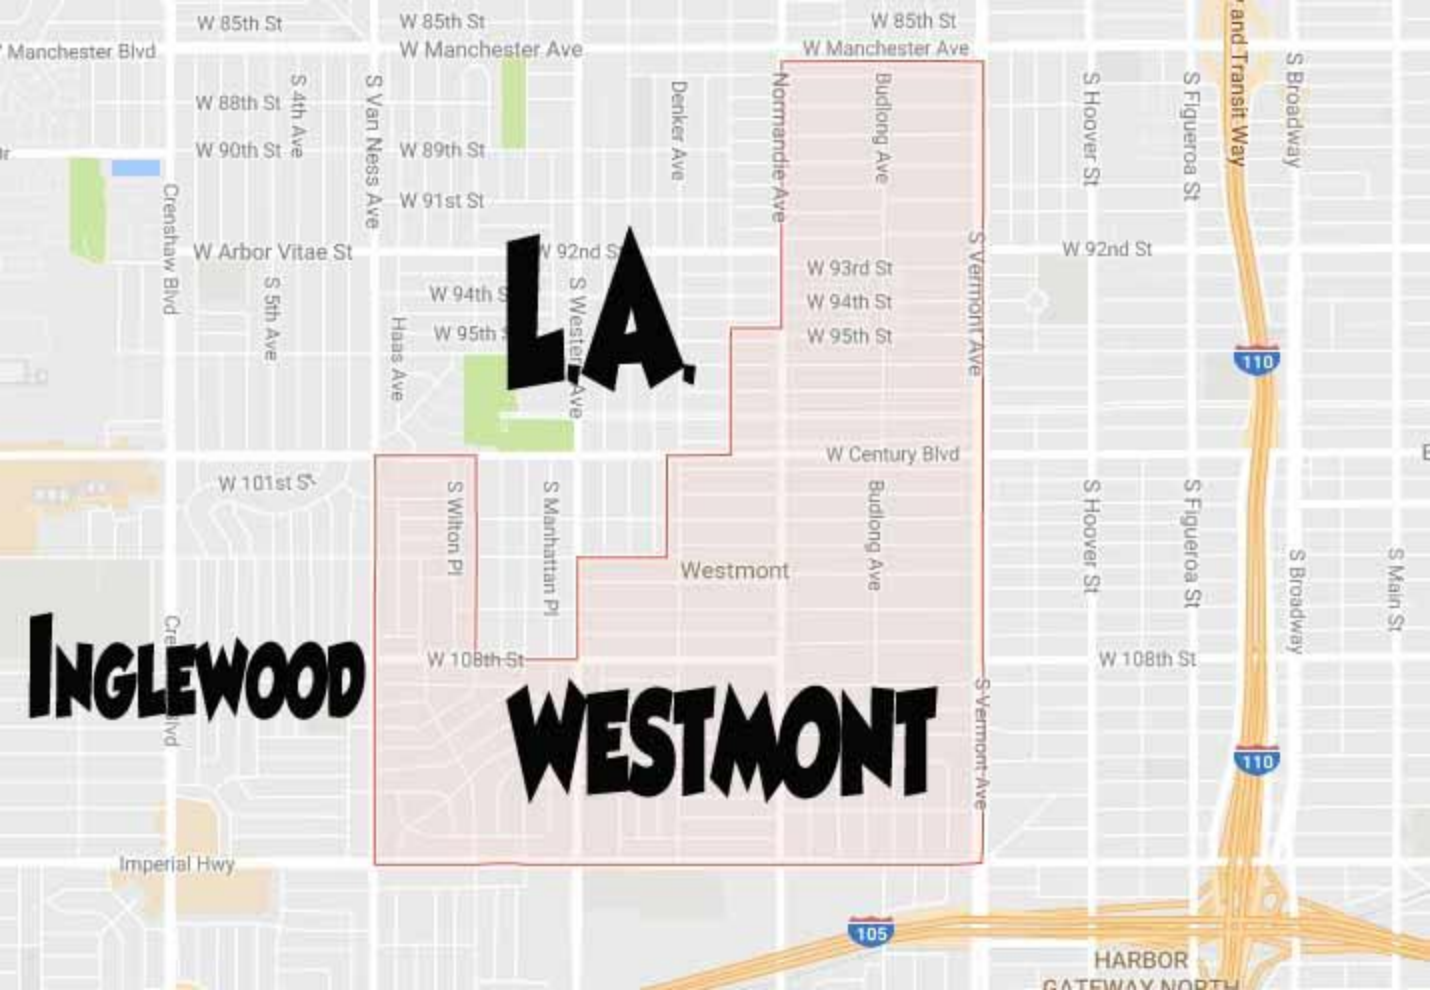 W 85th St
W 85th St
W 85th St
Manchester Blvd
W Manchester Ave
W Manchester Ave
and Transit Way
S Broadway
S 4th Ave
S Van Ness Ave
Denker Ave
Normandie Ave
Budlong Ave
S Hoover St
S Figueroa St
W 88th St
W 90th St
W 89th St
W 91st St
Crenshaw Blvd
W Arbor Vitae St
W 92nd St
W 92nd St
S Vermont Ave
L.A.
W 93rd St
S 5th Ave
W 94th S
S Western Ave
W 94th St
Haas Ave
W 95th
W 95th St
110
W Century Blvd
W 101st St
S Wilton Pl
S Manhattan Pl
Budlong Ave
S Hoover St
S Figueroa St
Westmont
S Broadway
S Main St
Cre
lvd
INGLEWOOD
W 108th St
W 108th St
WESTMONT
S Vermont Ave
110
Imperial Hwy
105
HARBOR
GATEWAY NORTH